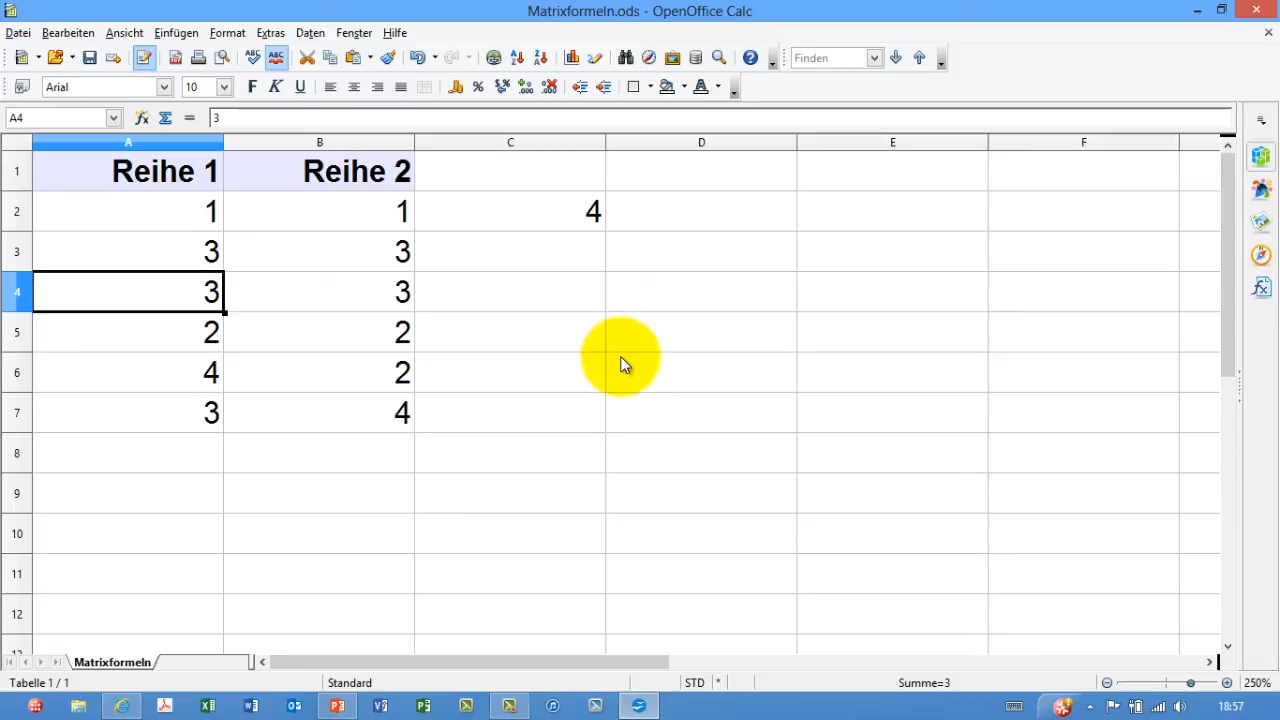 Matrixformeln.ods - OpenOffice Calc
Datei Bearbeiten Ansicht Einfügen Format Extras Daten Fenster Hilfe
Finden
Arial 10
A4 3
A B C D E F
1 Reihe 1 Reihe 2
2 1 1 4
3 3 3
4 3 3
5 2 2
6 4 2
7 3 4
8
9
10
11
12
Matrixformeln
Tabelle 1 / 1 Standard STD * Summe=3 250%
18:57